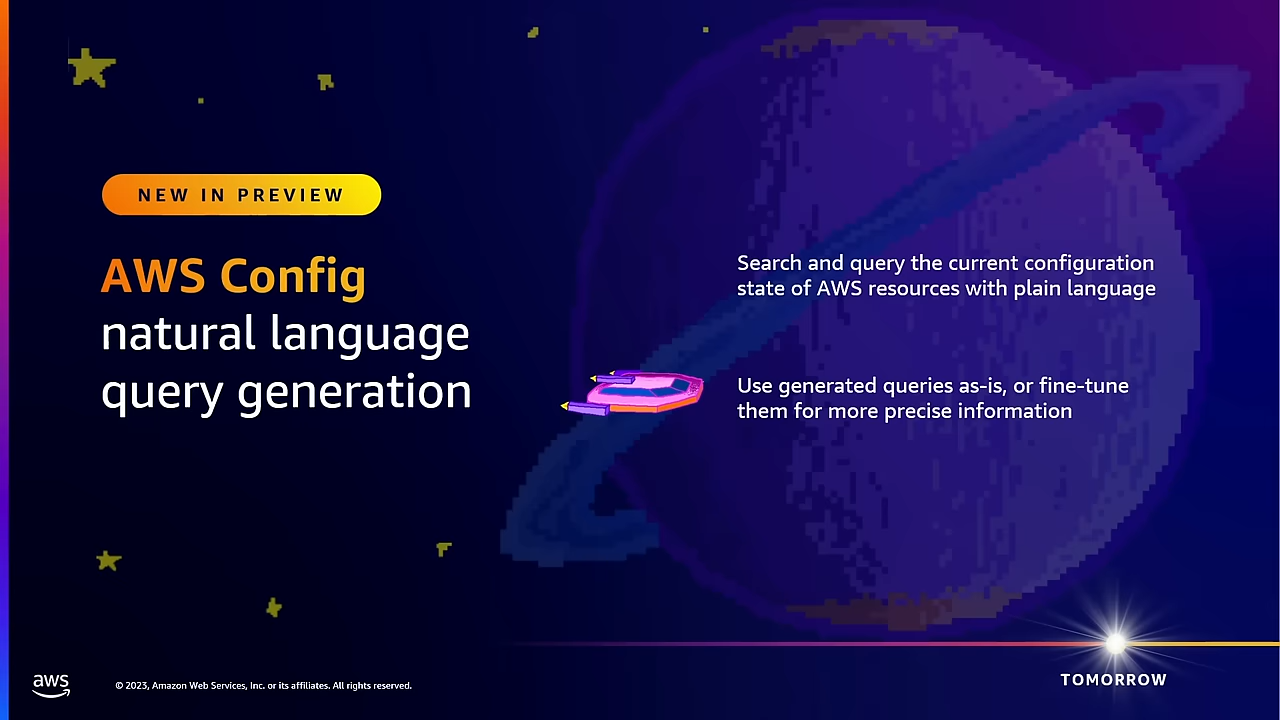 NEW IN PREVIEW
AWS Config
natural language
query generation
Search and query the current configuration
state of AWS resources with plain language
Use generated queries as-is, or fine-tune
them for more precise information
TOMORROW
aws
© 2023, Amazon Web Services, Inc. or its affiliates. All rights reserved.